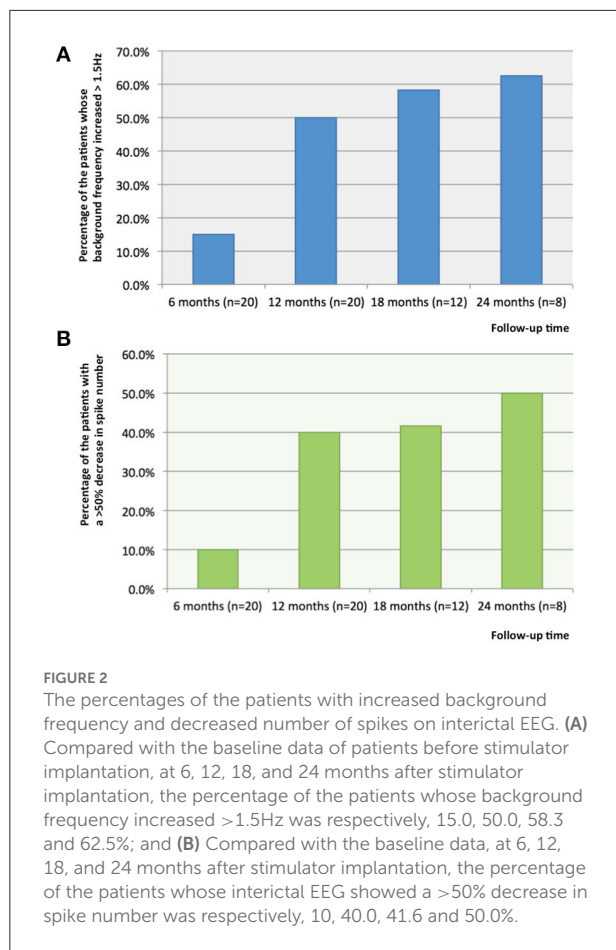 A
Percentage of the patients whose
background frequency increased > 1.5Hz
70.0%
60.0%
50.0%
40.0%
30.0%
20.0%
10.0%
0.0%
6 months (n=20) 12 months (n=20) 18 months (n=12) 24 months (n=8)
Follow-up time
B
Percentage of the patients with
a >50% decrease in spike number
60.0%
50.0%
40.0%
30.0%
20.0%
10.0%
0.0%
6 months (n=20) 12 months (n=20) 18 months (n=12) 24 months (n=8)
Follow-up time
FIGURE 2
The percentages of the patients with increased background
frequency and decreased number of spikes on interictal EEG. (A)
Compared with the baseline data of patients before stimulator
implantation, at 6, 12, 18, and 24 months after stimulator
implantation, the percentage of the patients whose background
frequency increased >1.5Hz was respectively, 15.0, 50.0, 58.3
and 62.5%; and (B) Compared with the baseline data, at 6, 12,
18, and 24 months after stimulator implantation, the percentage
of the patients whose interictal EEG showed a >50% decrease in
spike number was respectively, 10, 40.0, 41.6 and 50.0%.